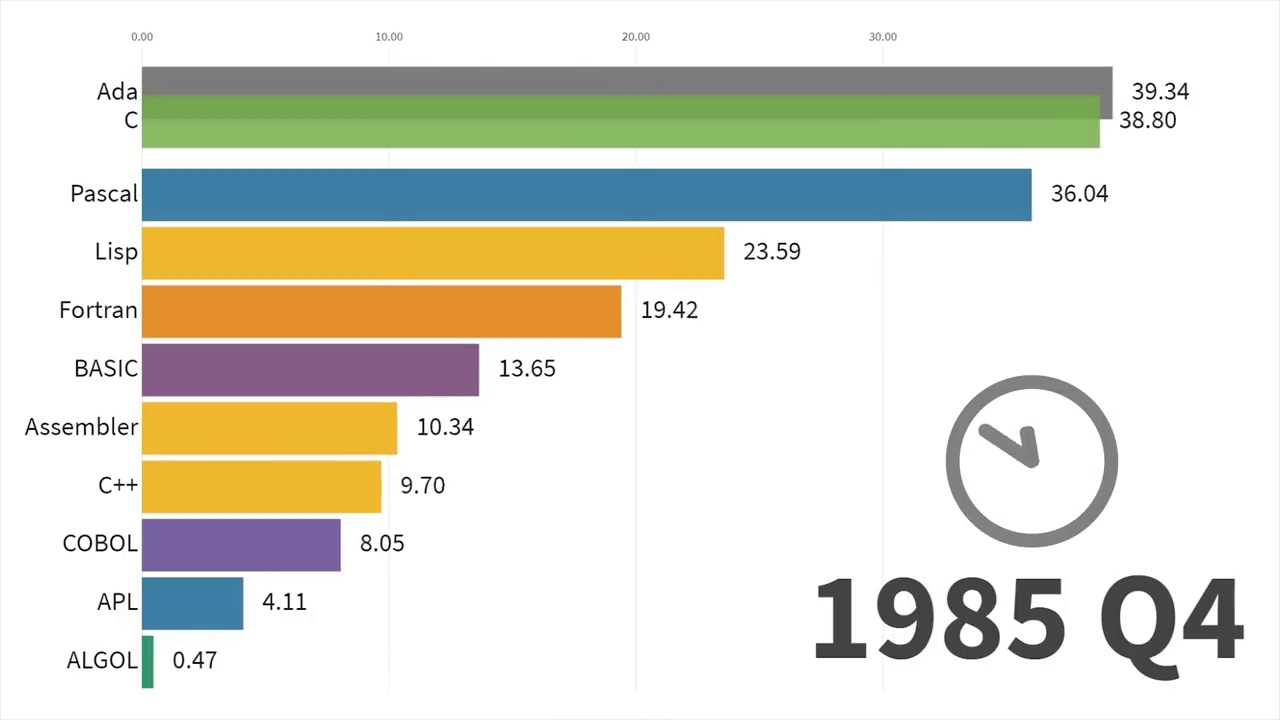 0.00 10.00 20.00 30.00
Ada 39.34
C 38.80
Pascal 36.04
Lisp 23.59
Fortran 19.42
BASIC 13.65
Assembler 10.34
C++ 9.70
COBOL 8.05
APL 4.11
ALGOL 0.47
1985 Q4